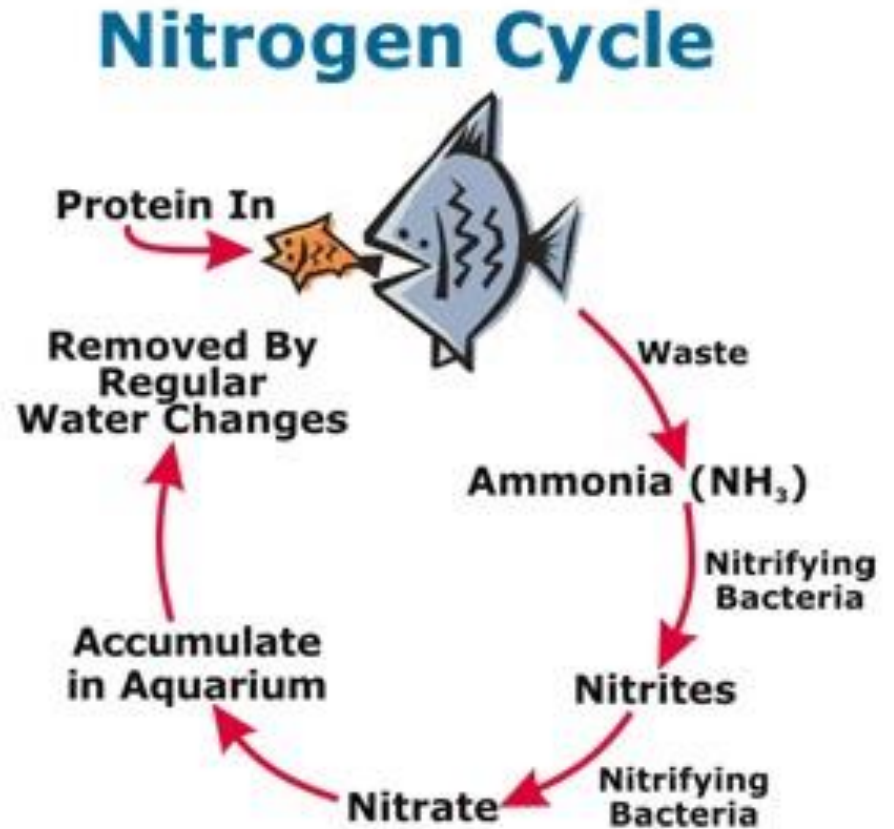 Nitrogen Cycle
Protein In
Waste
Ammonia (NH₃)
Nitrifying
Bacteria
Nitrites
Nitrifying
Bacteria
Nitrate
Accumulate
in Aquarium
Removed By
Regular
Water Changes